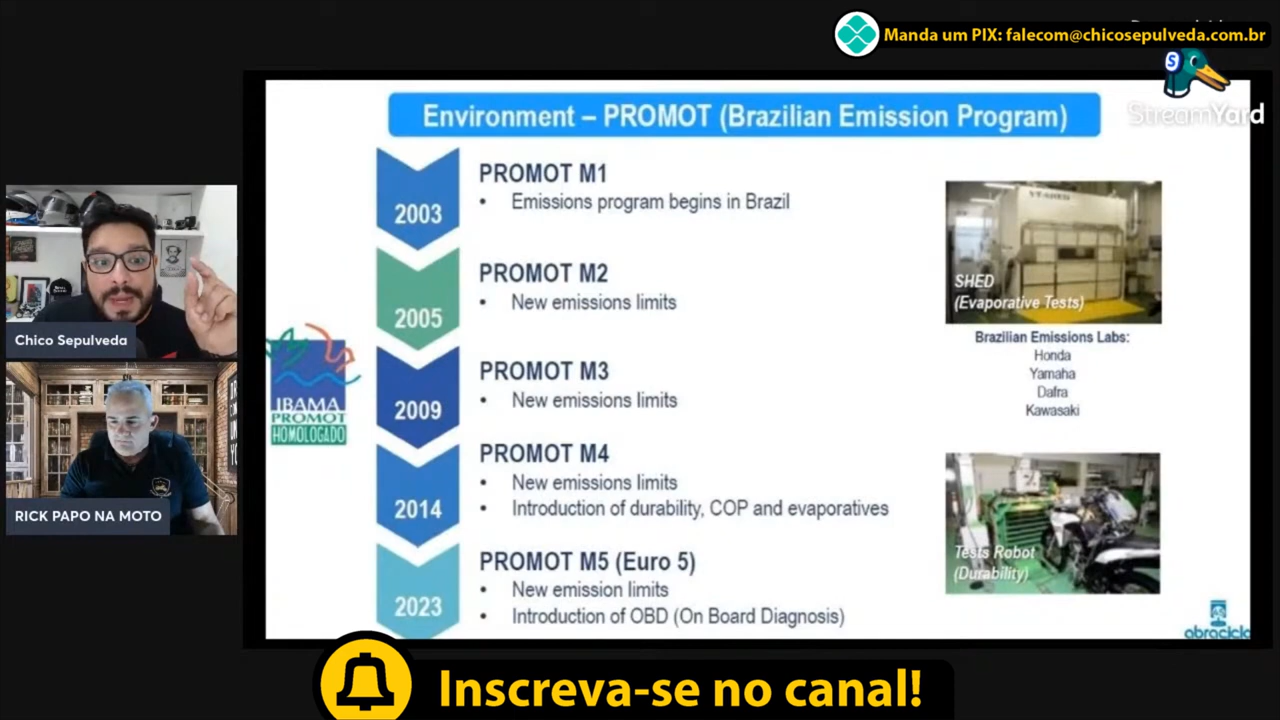 Manda um PIX: falecom@chicosepulveda.com.br
StreamYard
Environment – PROMOT (Brazilian Emission Program)
2003
PROMOT M1
• Emissions program begins in Brazil
2005
PROMOT M2
• New emissions limits
2009
PROMOT M3
• New emissions limits
2014
PROMOT M4
• New emissions limits
• Introduction of durability, COP and evaporatives
2023
PROMOT M5 (Euro 5)
• New emission limits
• Introduction of OBD (On Board Diagnosis)
IBAMA
PROMOT
HOMOLOGADO
SHED
(Evaporative Tests)
Brazilian Emissions Labs:
Honda
Yamaha
Dafra
Kawasaki
Tests Robot
(Durability)
abraciclo
Chico Sepulveda
RICK PAPO NA MOTO
Inscreva-se no canal!